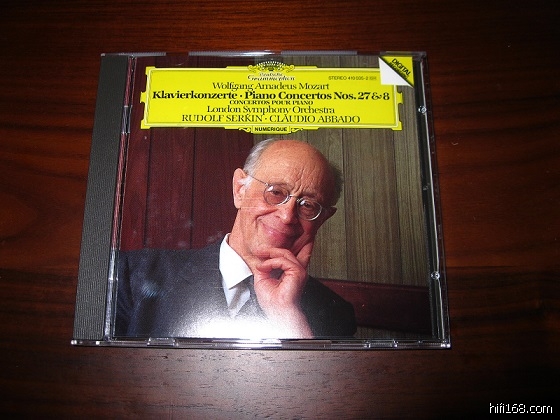 Deutsche
Grammophon
STEREO 410 035-2
DIGITAL
Wolfgang Amadeus Mozart
Klavierkonzerte · Piano Concertos Nos. 27 & 8
CONCERTOS POUR PIANO
London Symphony Orchestra
RUDOLF SERKIN · CLAUDIO ABBADO
NUMERIQUE
hifi168.com